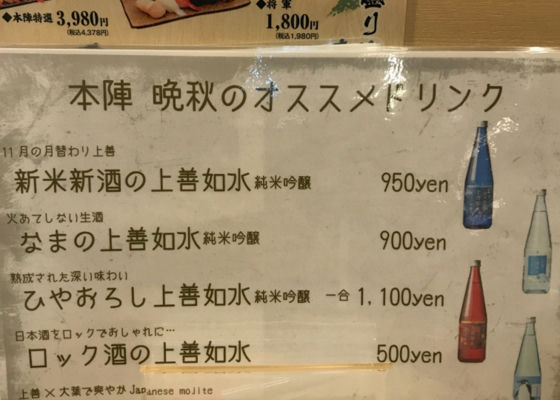 ◆本陣特選 3,980円
(税込4,378円)
◆将軍
1,800円
(税込1,980円)
盛り
本陣 晩秋のオススメドリンク
11月の月替わり上善
新米新酒の上善如水 純米吟醸 950yen
火あてしない生酒
なまの上善如水 純米吟醸 900yen
熟成された深い味わい
ひやおろし上善如水 純米吟醸 一合 1,100yen
日本酒をロックでおしゃれに…
ロック酒の上善如水 500yen
上善×大葉で爽やか Japanese mojito